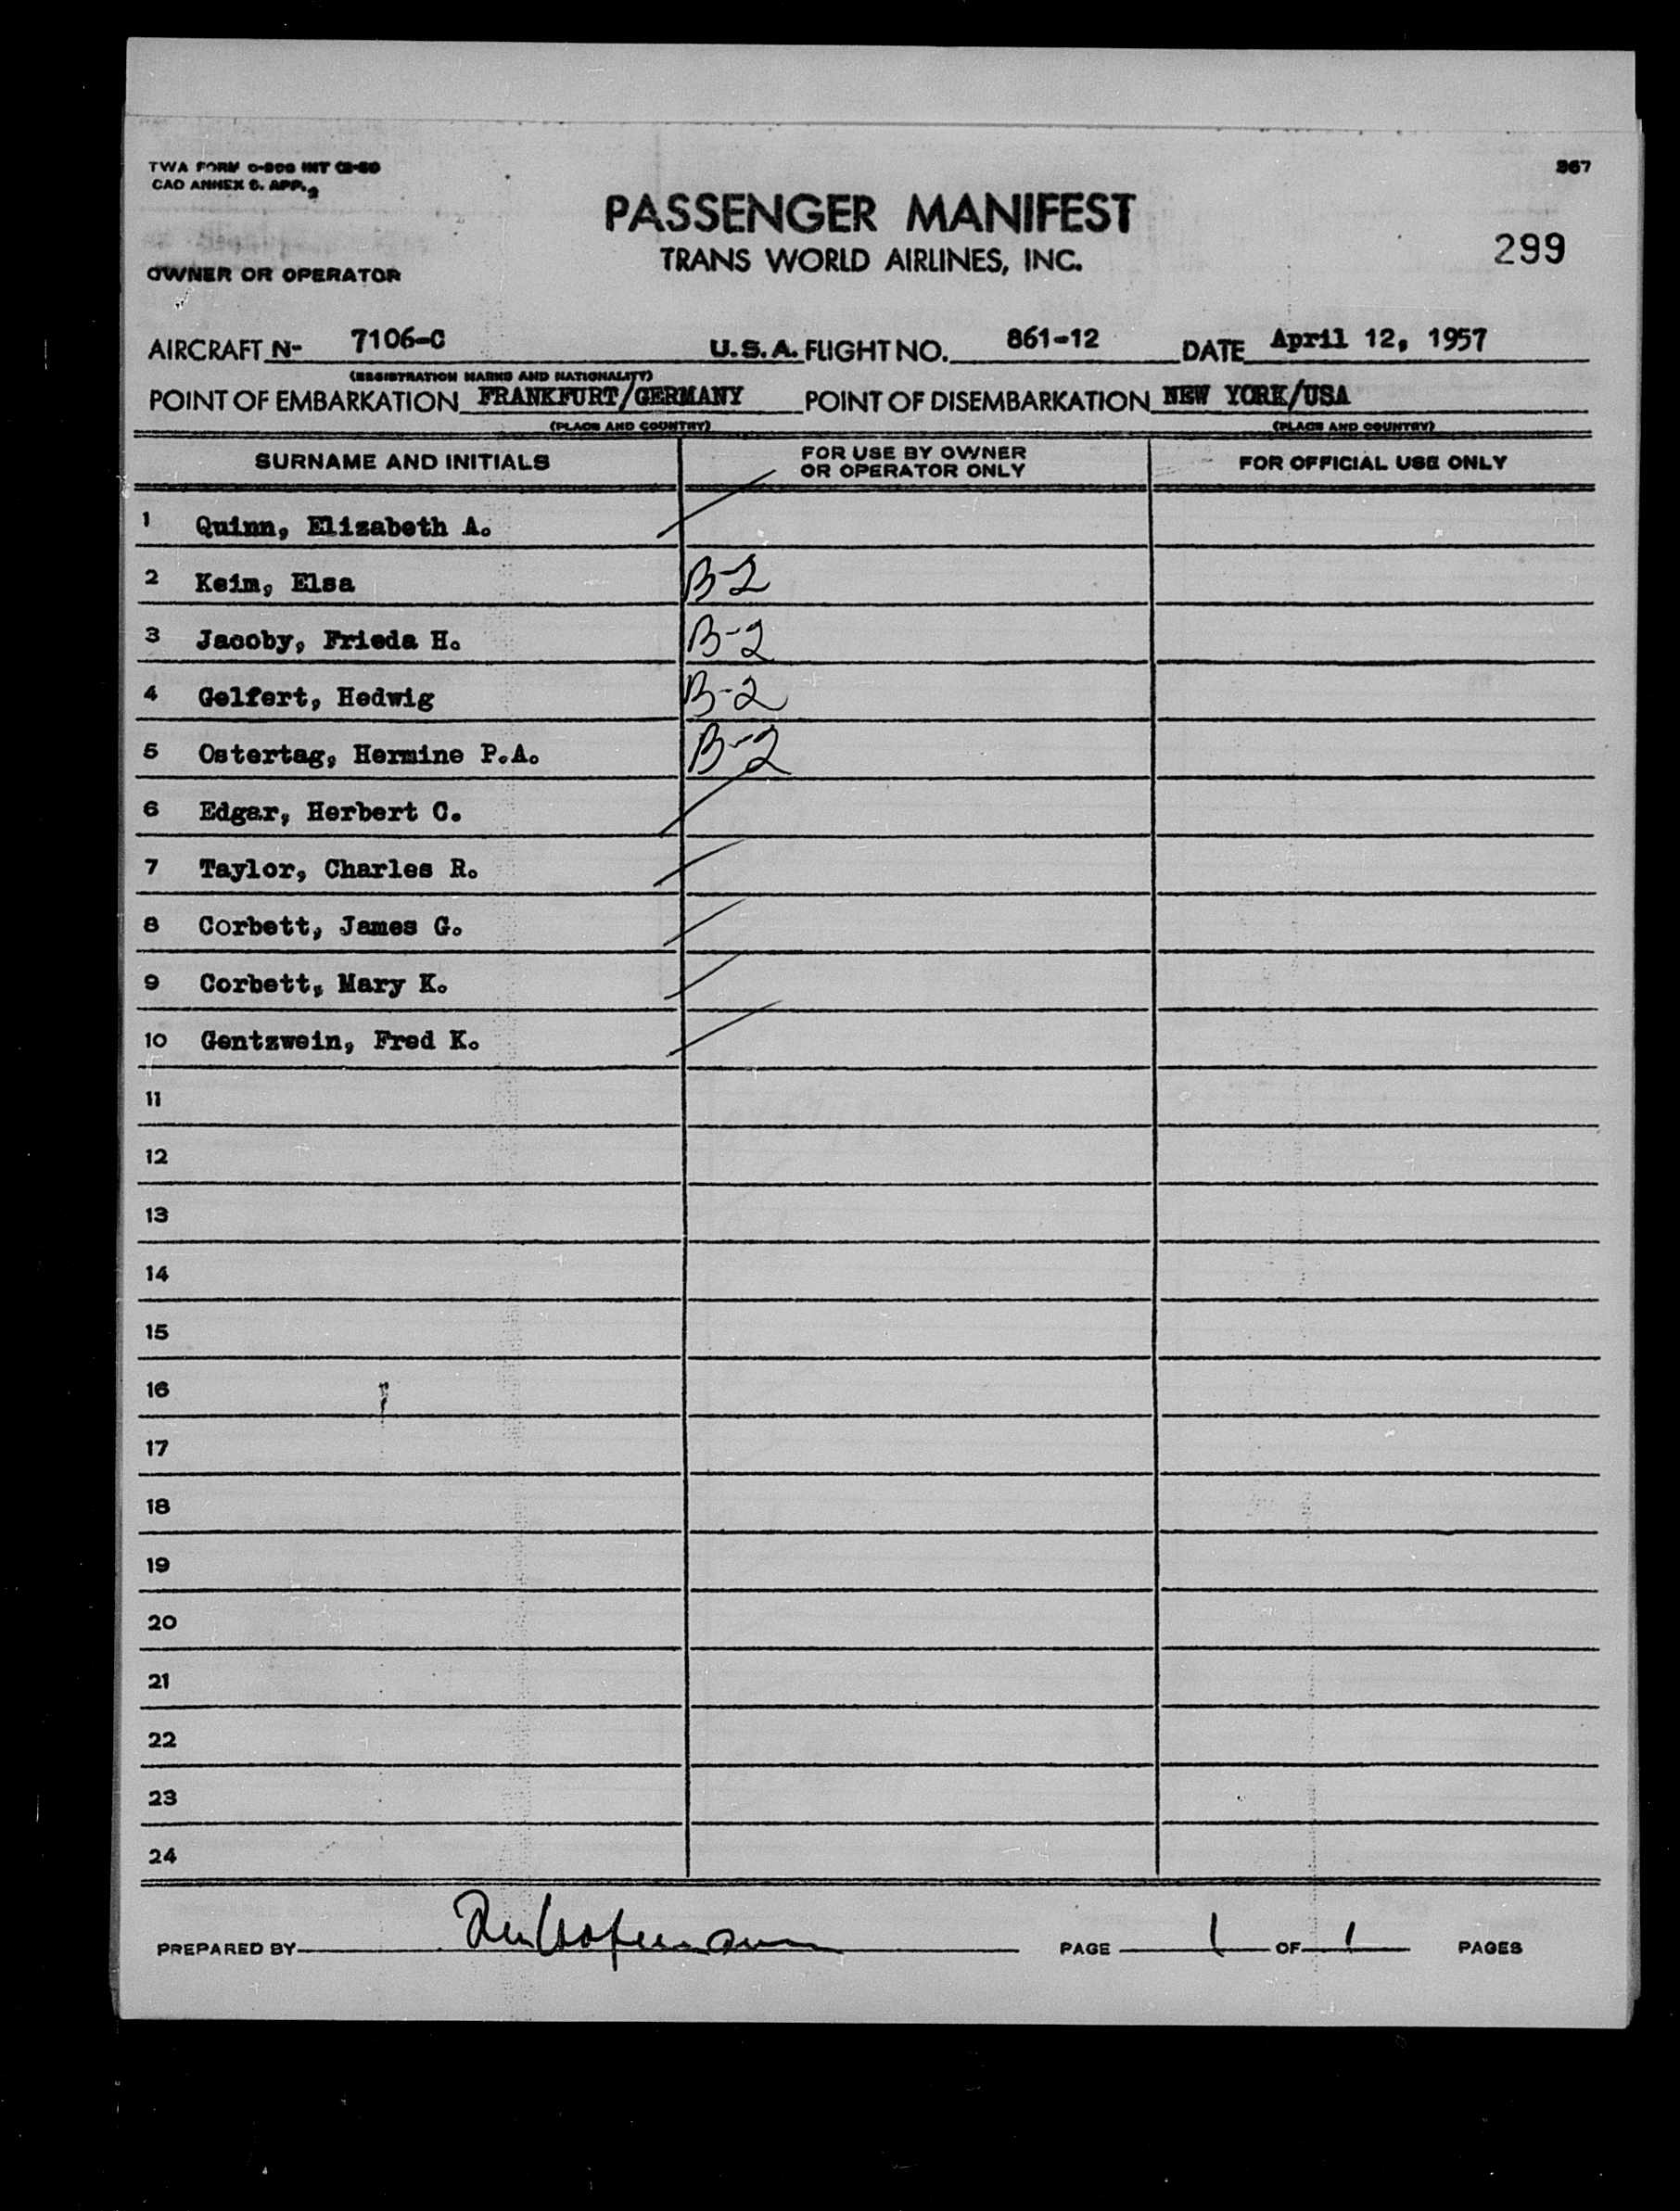 TWA FORM
367
CAO ANNEX 9. APP. 2
PASSENGER MANIFEST
299
TRANS WORLD AIRLINES, INC.
OWNER OR OPERATOR
AIRCRAFT N- 7106-C U.S.A. FLIGHT NO. 861-12 DATE April 12, 1957
(REGISTRATION MARKS AND NATIONALITY)
POINT OF EMBARKATION FRANKFURT/GERMANY POINT OF DISEMBARKATION NEW YORK/USA
(PLACE AND COUNTRY) (PLACE AND COUNTRY)
SURNAME AND INITIALS FOR USE BY OWNER OR OPERATOR ONLY FOR OFFICIAL USE ONLY
1 Quinn, Elizabeth A.
2 Keim, Elsa B-2
3 Jacoby, Frieda H. B-2
4 Gelfert, Hedwig B-2
5 Ostertag, Hermine P.A. B-2
6 Edgar, Herbert C.
7 Taylor, Charles R.
8 Corbett, James G.
9 Corbett, Mary K.
10 Gentzwein, Fred K.
11
12
13
14
15
16
17
18
19
20
21
22
23
24
PREPARED BY PAGE 1 OF 1 PAGES